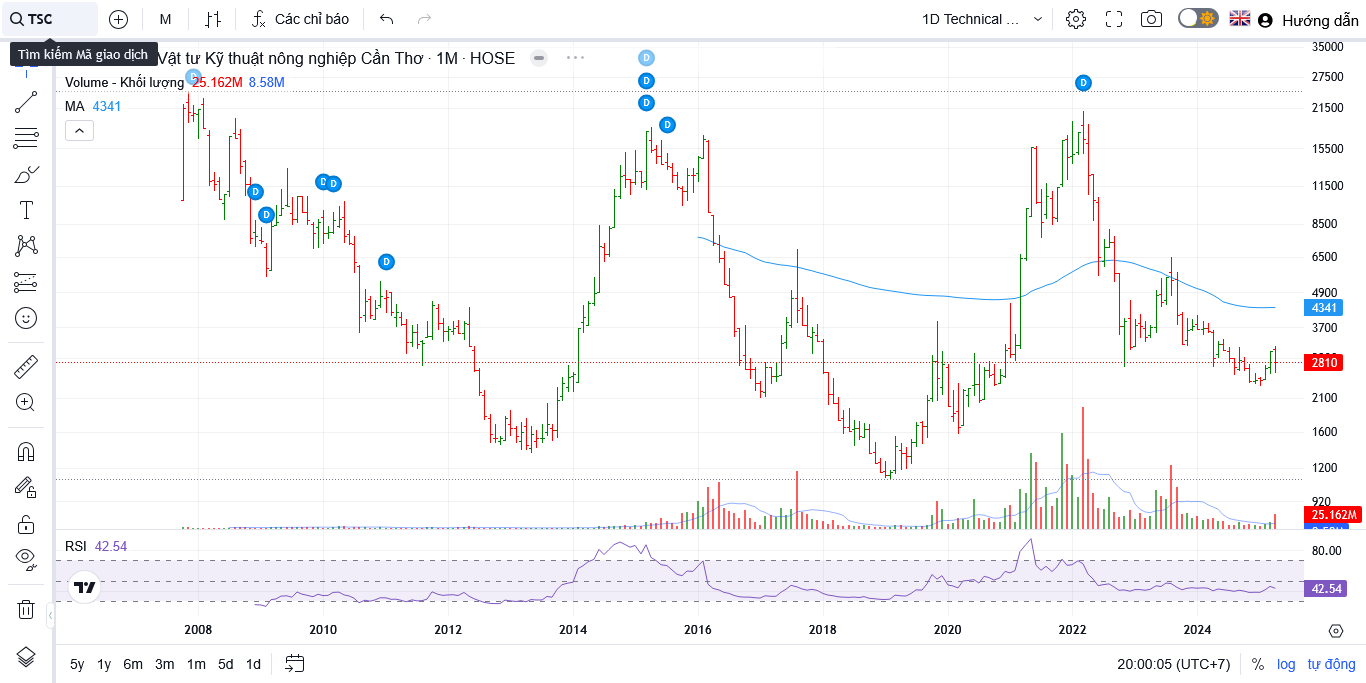 TSC
M
Các chỉ báo
1D Technical ...
Hướng dẫn
Tìm kiếm Mã giao dịch
Vật tư Kỹ thuật nông nghiệp Cần Thơ · 1M · HOSE
Volume - Khối lượng 25.162M 8.58M
MA 4341
D
D
D
D
D
D
D
D
D
D
D
35000
27500
21500
15500
11500
8500
6500
4900
4341
3700
2810
2100
1600
1200
920
25.162M
RSI 42.54
80.00
42.54
2008
2010
2012
2014
2016
2018
2020
2022
2024
5y 1y 6m 3m 1m 5d 1d
20:00:05 (UTC+7)
% log tự động